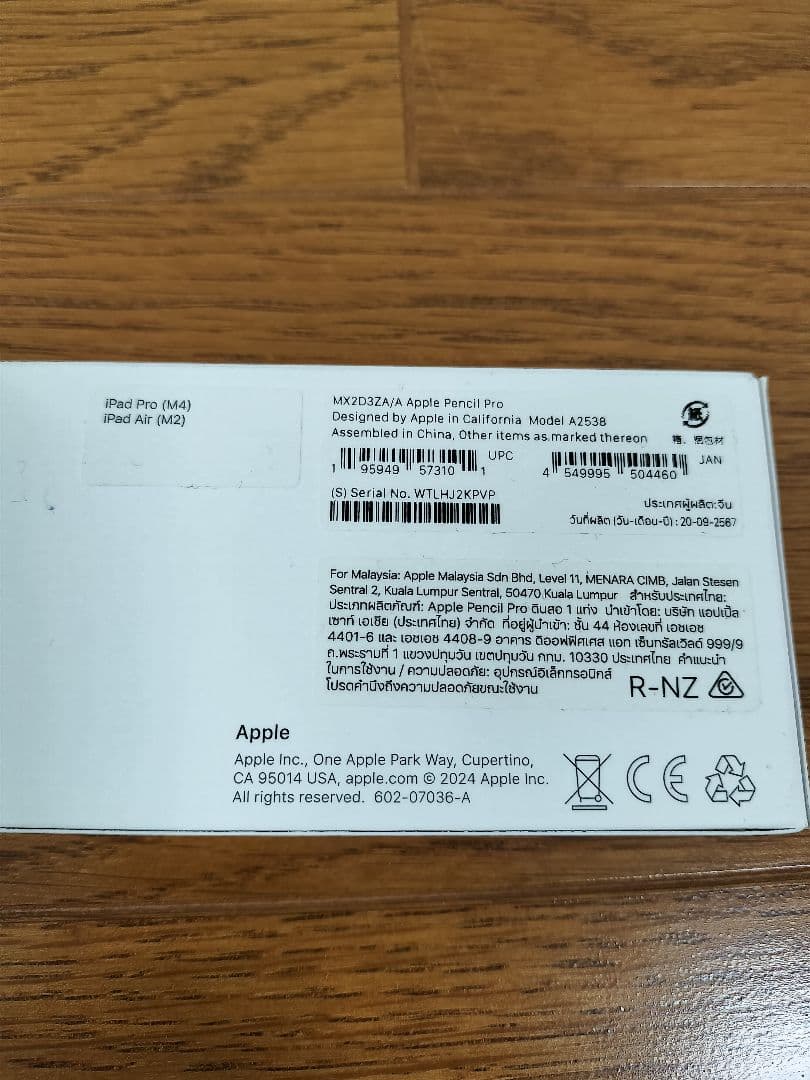 iPad Pro (M4)
iPad Air (M2)
MX2D3ZA/A Apple Pencil Pro
Designed by Apple in California Model A2538
Assembled in China, Other items as marked thereon
紙
箱、個包材
UPC
1 95949 57310 1
JAN
4 549995 504460
(S) Serial No. WTLHJ2KPVP
ประเทศผู้ผลิต:จีน
วันที่ผลิต (วัน-เดือน-ปี) : 20-09-2567
For Malaysia: Apple Malaysia Sdn Bhd, Level 11, MENARA CIMB, Jalan Stesen
Sentral 2, Kuala Lumpur Sentral, 50470 Kuala Lumpur สำหรับประเทศไทย:
ประเภทผลิตภัณฑ์: Apple Pencil Pro ดินสอ 1 แท่ง นำเข้าโดย: บริษัท แอปเปิ้ล
เซาท์ เอเชีย (ประเทศไทย) จำกัด ที่อยู่ผู้นำเข้า: ชั้น 44 ห้องเลขที่ เอชเอช
4401-6 และ เอชเอช 4408-9 อาคาร ดิออฟฟิศเศส แอท เซ็นทรัลเวิลด์ 999/9
ถ.พระรามที่ 1 แขวงปทุมวัน เขตปทุมวัน กทม. 10330 ประเทศไทย คำแนะนำ
ในการใช้งาน / ความปลอดภัย: อุปกรณ์อิเล็กทรอนิกส์
โปรดคำนึงถึงความปลอดภัยขณะใช้งาน
R-NZ
Apple
Apple Inc., One Apple Park Way, Cupertino,
CA 95014 USA, apple.com © 2024 Apple Inc.
All rights reserved. 602-07036-A
CE